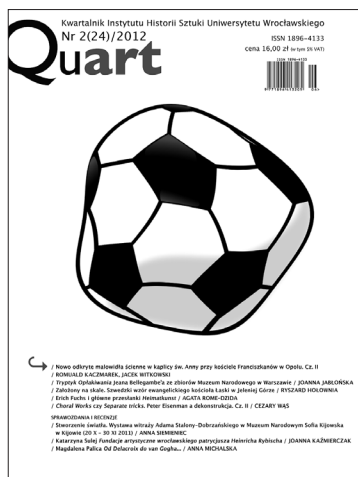 Kwartalnik Instytutu Historii Sztuki Uniwersytetu Wrocławskiego
Nr 2(24)/2012
ISSN 1896-4133
cena 16,00 zł (w tym 5% VAT)
Quart
ISSN 1896-4133
/ Nowo odkryte malowidła ścienne w kaplicy św. Anny przy kościele Franciszkanów w Opolu. Cz. II
/ ROMUALD KACZMAREK, JACEK WITKOWSKI
/ Tryptyk Opłakiwania Jeana Bellegambe'a ze zbiorów Muzeum Narodowego w Warszawie / JOANNA JABŁOŃSKA
/ Założony na skale. Szwedzki wzór ewangelickiego kościoła Łaski w Jeleniej Górze / RYSZARD HOŁOWNIA
/ Erich Fuchs i główne przesłanki Heimatkunst / AGATA ROME-DZIDA
/ Choral Works czy Separate tricks. Peter Eisenman a dekonstrukcja. Cz. II / CEZARY WĄS
SPRAWOZDANIA I RECENZJE
/ Stworzenie światła. Wystawa witraży Adama Stalony-Dobrzańskiego w Muzeum Narodowym Sofia Kijowska
w Kijowie (20 X – 30 XI 2011) / ANNA SIEMIENIEC
/ Katarzyna Sulej Fundacje artystyczne wrocławskiego patrycjusza Heinricha Rybischa / JOANNA KAŹMIERCZAK
/ Magdalena Palica Od Delacroix do van Gogha... / ANNA MICHALSKA